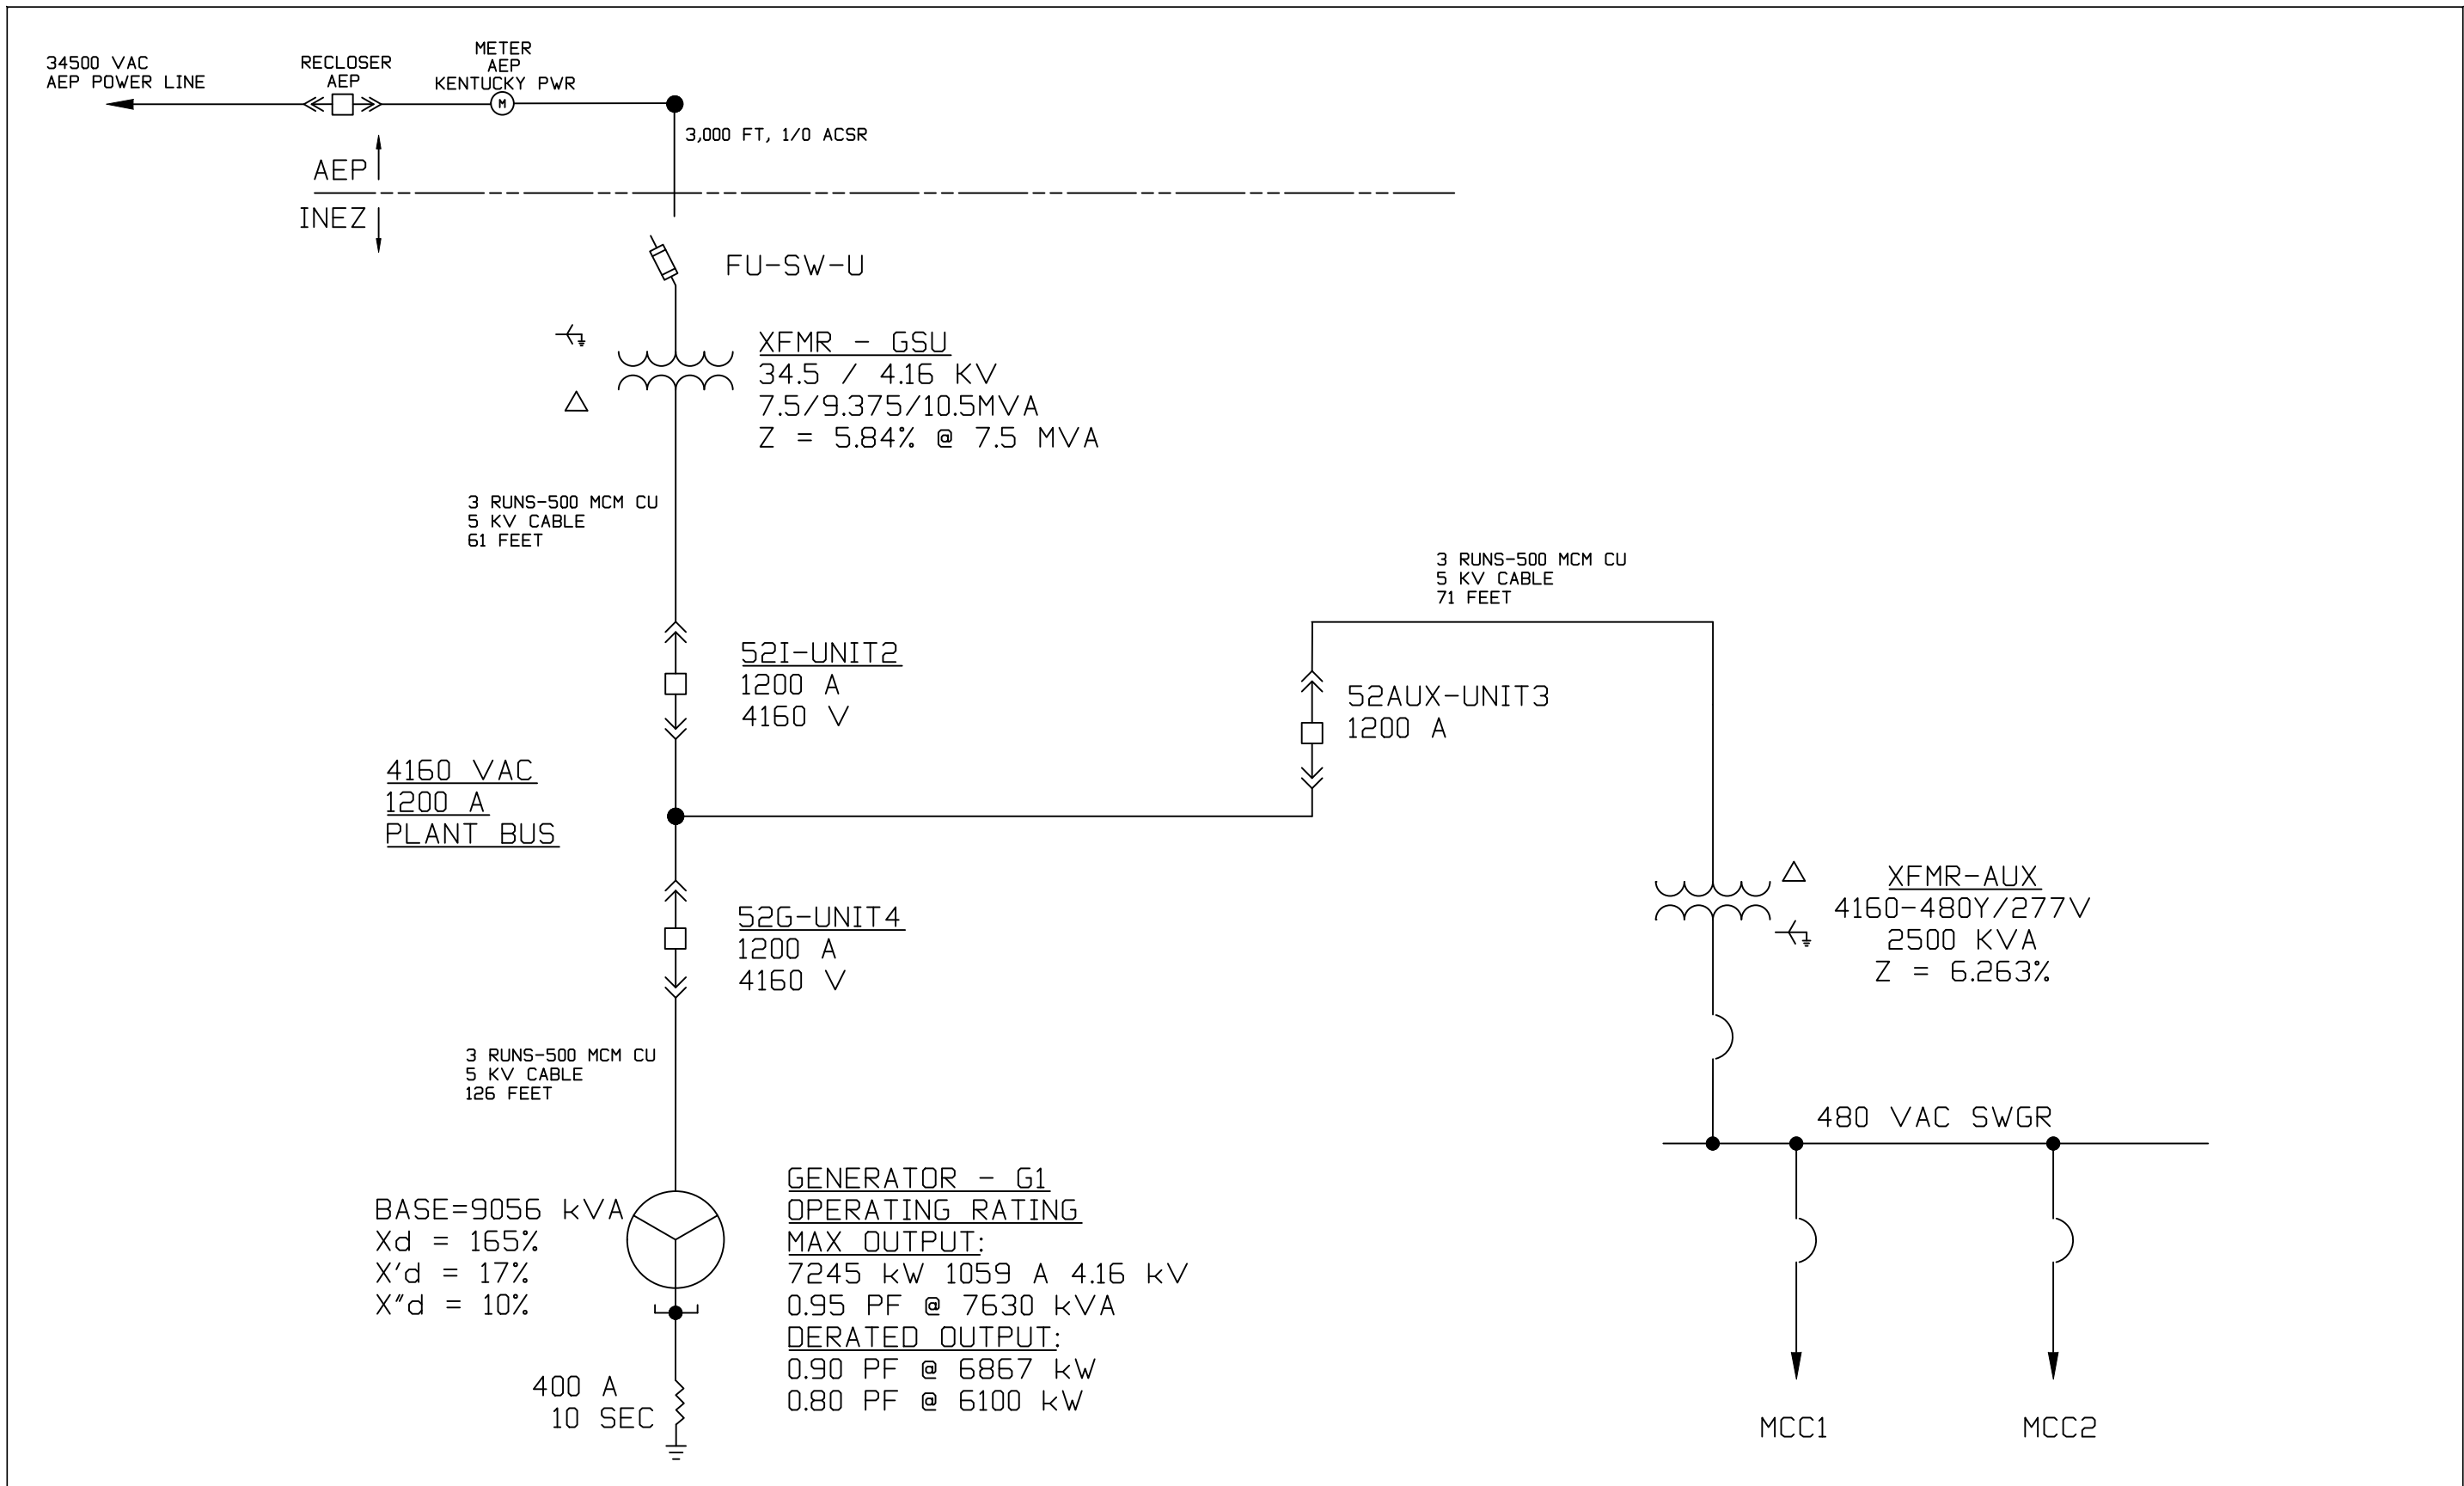 34500 VAC
AEP POWER LINE
RECLOSER
AEP
METER
AEP
KENTUCKY PWR
M
3,000 FT, 1/0 ACSR
AEP
INEZ
FU-SW-U
XFMR - GSU
34.5 / 4.16 KV
7.5/9.375/10.5MVA
Z = 5.84% @ 7.5 MVA
3 RUNS-500 MCM CU
5 KV CABLE
61 FEET
3 RUNS-500 MCM CU
5 KV CABLE
71 FEET
52I-UNIT2
1200 A
4160 V
52AUX-UNIT3
1200 A
4160 VAC
1200 A
PLANT BUS
XFMR-AUX
4160-480Y/277V
2500 KVA
Z = 6.263%
52G-UNIT4
1200 A
4160 V
3 RUNS-500 MCM CU
5 KV CABLE
126 FEET
480 VAC SWGR
BASE=9056 kVA
Xd = 165%
X'd = 17%
X"d = 10%
GENERATOR - G1
OPERATING RATING
MAX OUTPUT:
7245 kW 1059 A 4.16 kV
0.95 PF @ 7630 kVA
DERATED OUTPUT:
0.90 PF @ 6867 kW
0.80 PF @ 6100 kW
400 A
10 SEC
MCC1
MCC2